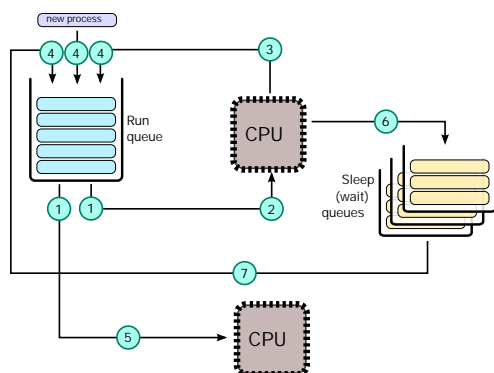 new process
4 4 4
3
CPU
6
Run
queue
Sleep
(wait)
queues
1 1
2
7
5
CPU